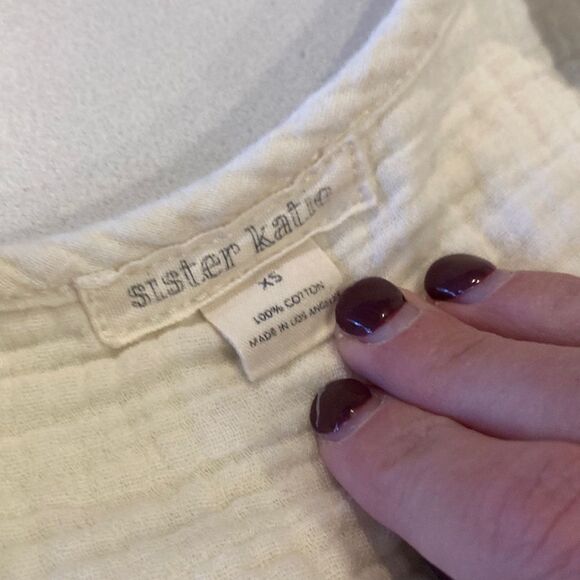 sister katie
XS
100% COTTON
MADE IN LOS ANGELES